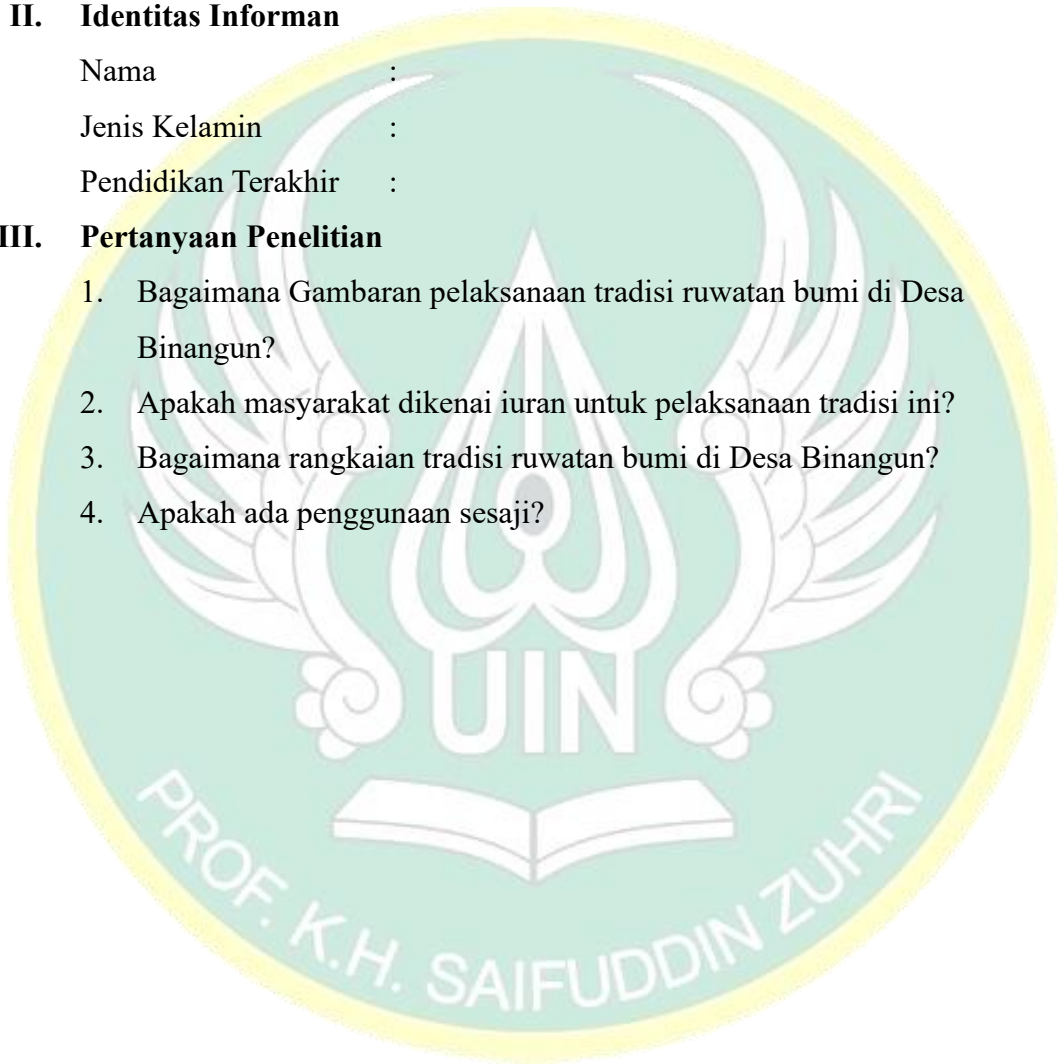 II. Identitas Informan
Nama :
Jenis Kelamin :
Pendidikan Terakhir :
III. Pertanyaan Penelitian
1. Bagaimana Gambaran pelaksanaan tradisi ruwatan bumi di Desa
Binangun?
2. Apakah masyarakat dikenai iuran untuk pelaksanaan tradisi ini?
3. Bagaimana rangkaian tradisi ruwatan bumi di Desa Binangun?
4. Apakah ada penggunaan sesaji?
UIN
PROF. K.H. SAIFUDDIN ZUHRI